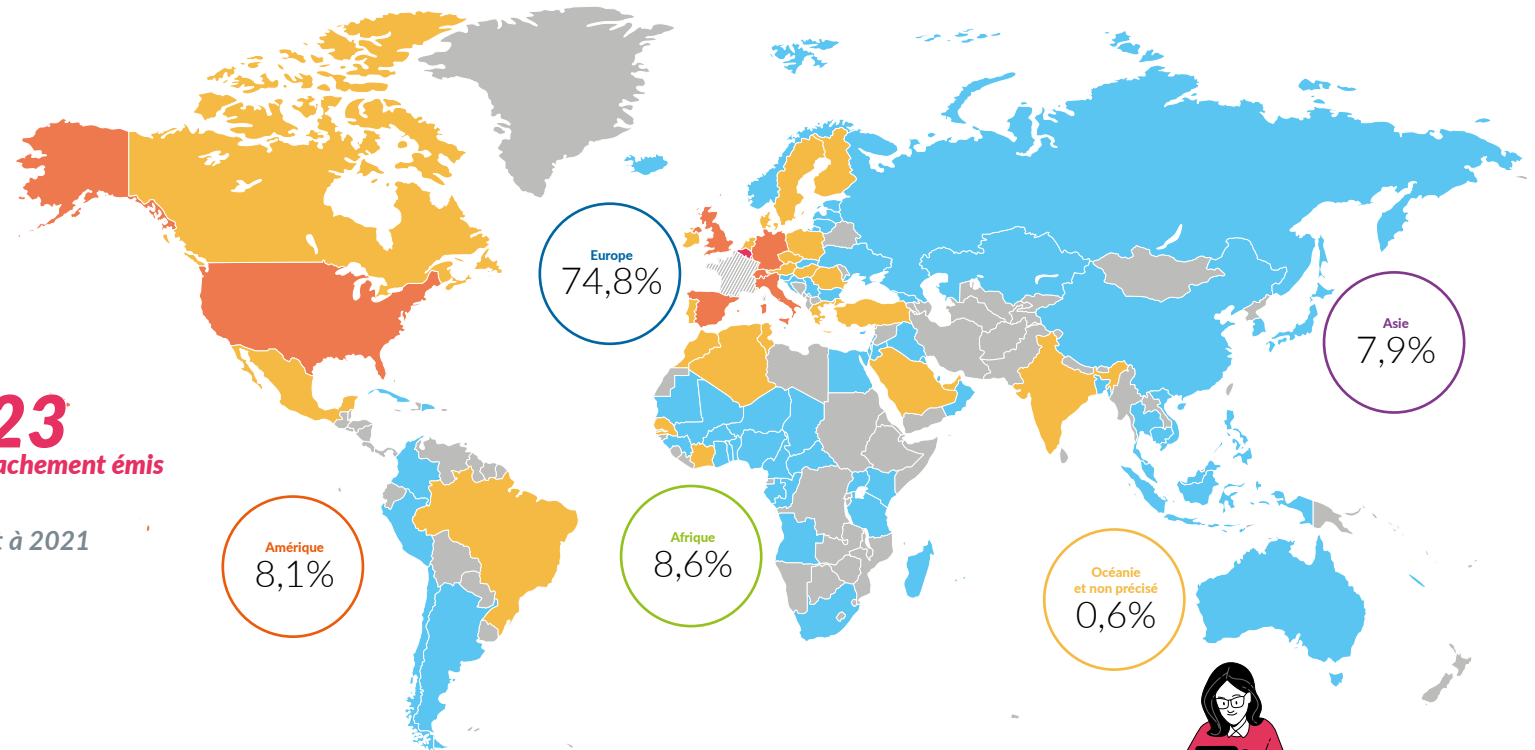 23
achement émis
à 2021
Europe
74,8%
Asie
7,9%
Amérique
8,1%
Afrique
8,6%
Océanie
et non précisé
0,6%